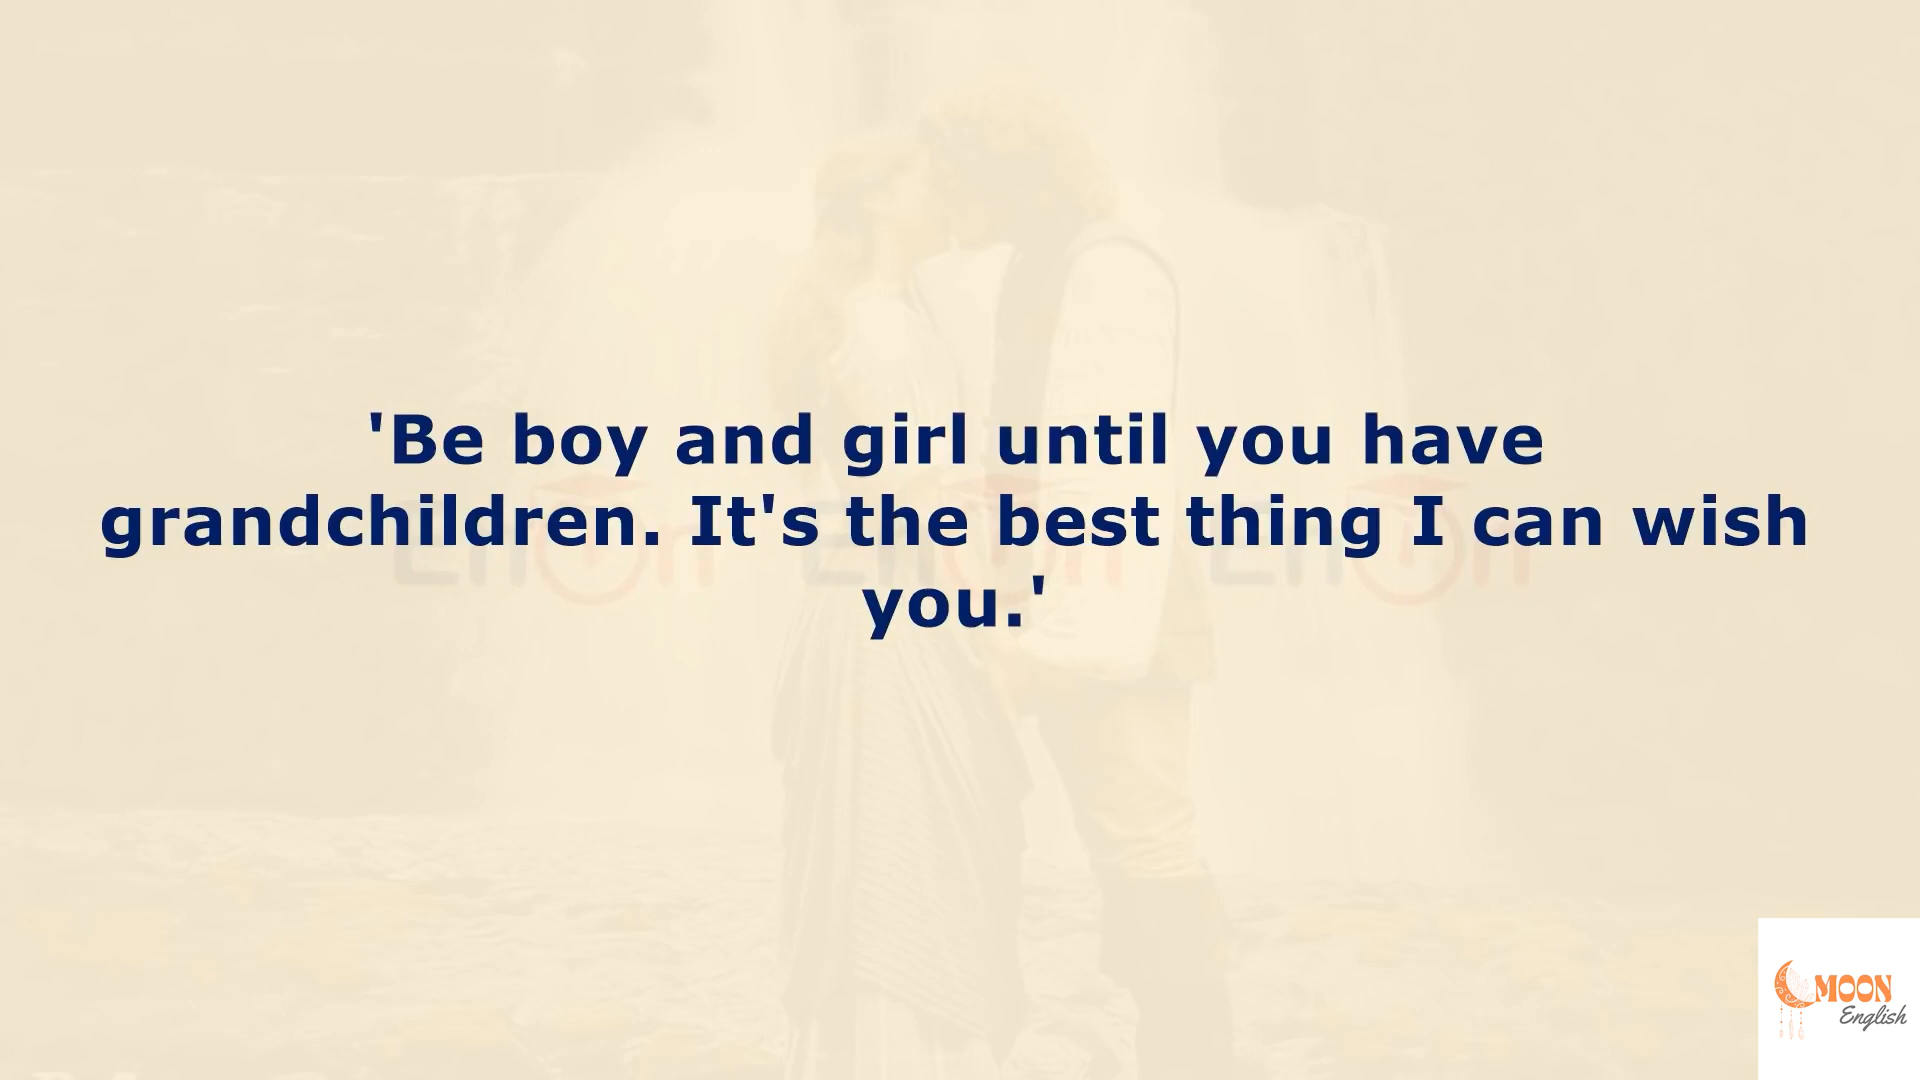 'Be boy and girl until you have
grandchildren. It's the best thing I can wish
you.'
MOON
English